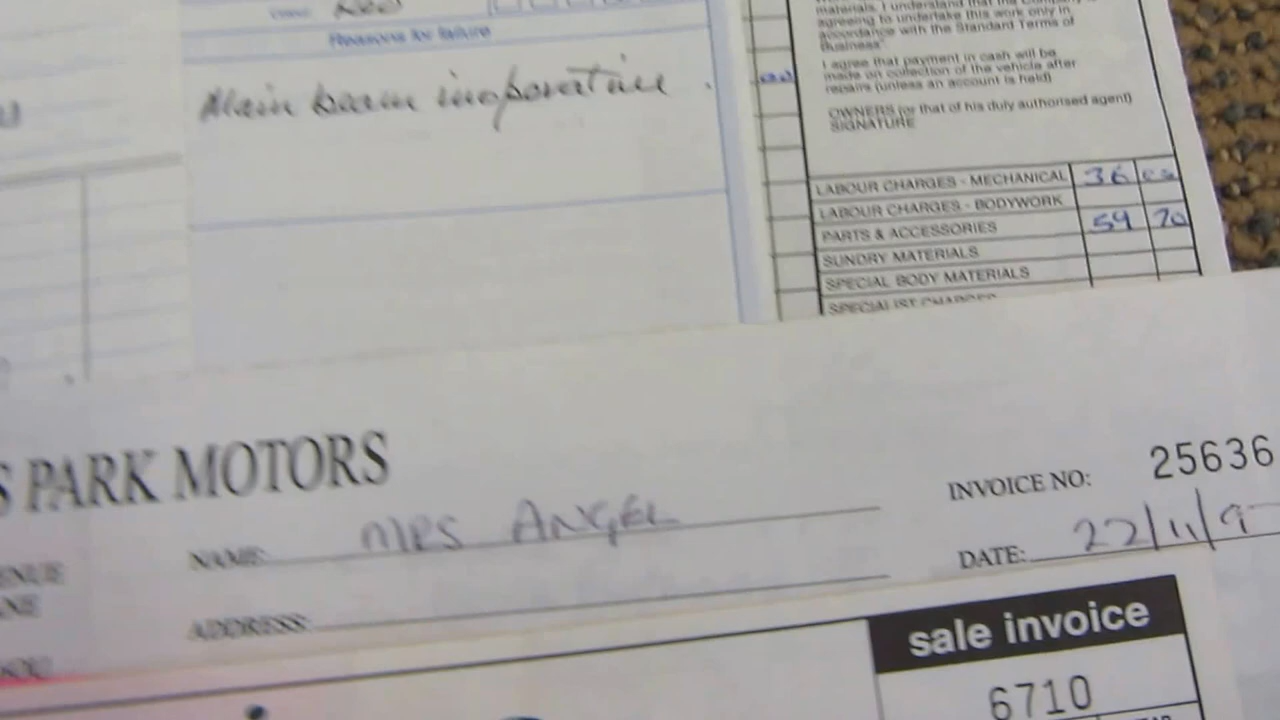 Reasons for failure
Main beam inoperative
materials. I understand that the
agreeing to undertake this work only in
accordance with the Standard Terms of
Business".
I agree that payment in cash will be
made on collection of the vehicle after
repairs (unless an account is held)
OWNERS (or that of his duly authorised agent)
SIGNATURE
LABOUR CHARGES - MECHANICAL 36
LABOUR CHARGES - BODYWORK
PARTS & ACCESSORIES 59 70
SUNDRY MATERIALS
SPECIAL BODY MATERIALS
SPECIALIST CHARGES
S PARK MOTORS
INVOICE NO: 25636
NAME: MRS ANGEL
DATE: 22/11/9
ENUE
ADDRESS:
sale invoice
6710